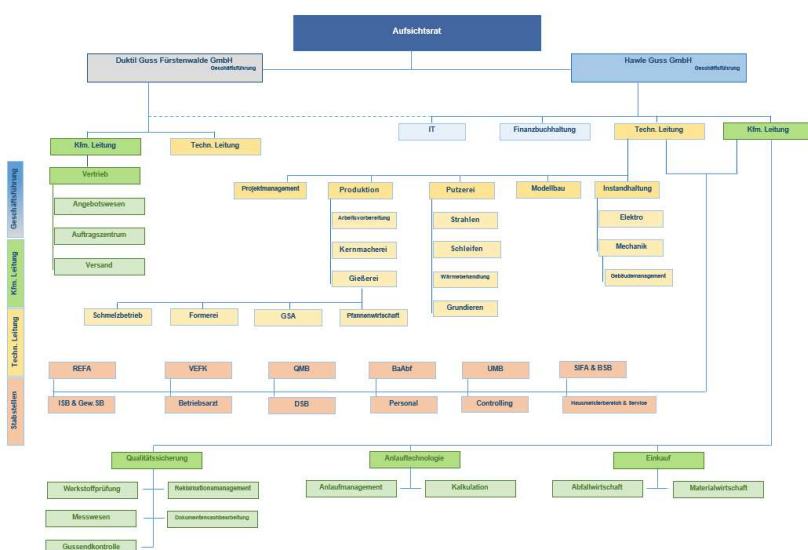 Aufsichtsrat
Duktil Guss Fürstenwalde GmbH
Geschäftsführung
Hawle Guss GmbH
Geschäftsführung
IT
Finanzbuchhaltung
Techn. Leitung
Kfm. Leitung
Kfm. Leitung
Techn. Leitung
Vertrieb
Angebotswesen
Auftragszentrum
Versand
Projektmanagement
Produktion
Putzerei
Modellbau
Instandhaltung
Arbeitsvorbereitung
Strahlen
Elektro
Kernmacherei
Schleifen
Mechanik
Gießerei
Wärmebehandlung
Gebäudemanagement
Grundieren
Schmelzbetrieb
Formerei
GSA
Pfannenwirtschaft
Geschäftsführung
Kfm. Leitung
Techn. Leitung
Stabstellen
REFA
VEFK
QMB
BaAbf
UMB
SIFA & BSB
ISB & Gew.SB
Betriebsarzt
DSB
Personal
Controlling
Hausmeisterbereich & Service
Qualitätssicherung
Anlauftechnologie
Einkauf
Werkstoffprüfung
Reklamationsmanagement
Anlaufmanagement
Kalkulation
Abfallwirtschaft
Materialwirtschaft
Messwesen
Gussendkontrolle